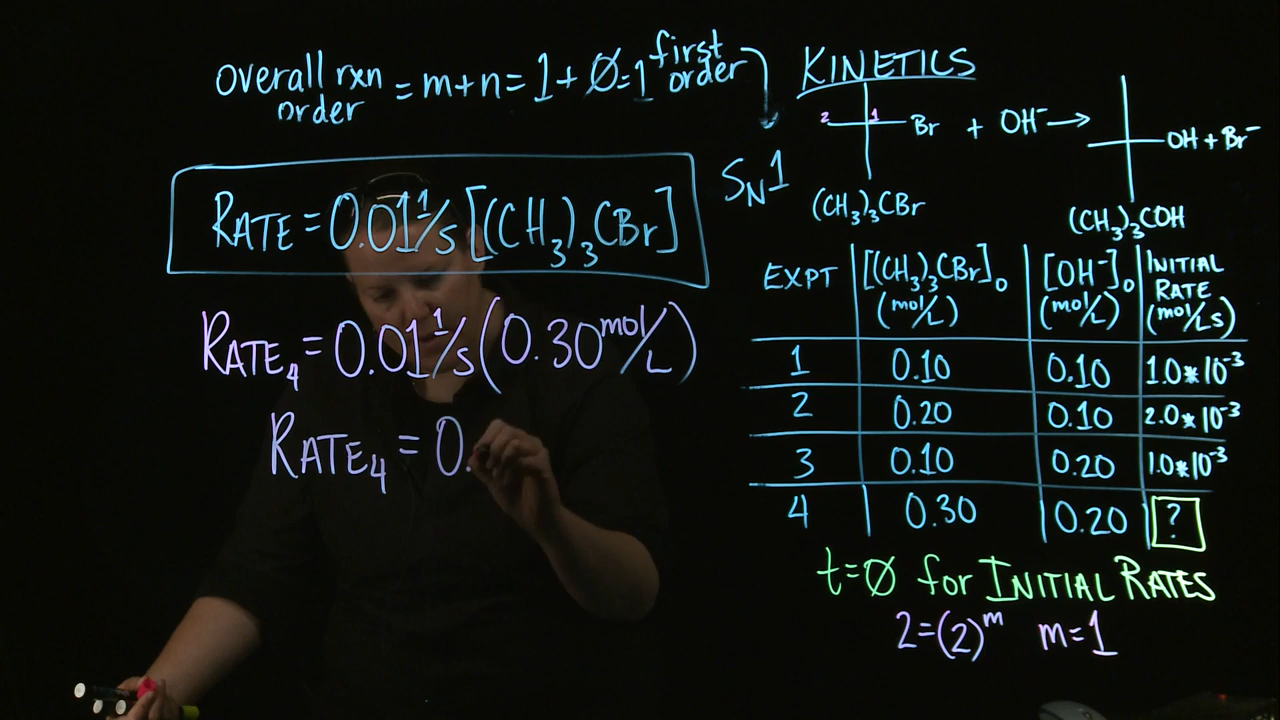 overall rxn order = m+n = 1 + Ø = 1 first order
RATE = 0.01 1/s [(CH₃)₃CBr]
SN1
RATE₄ = 0.01 1/s (0.30 mol/L)
RATE₄ = 0.
KINETICS
2 1 Br + OH⁻ → OH + Br⁻
(CH₃)₃CBr (CH₃)₃COH
EXPT [(CH₃)₃CBr]₀ (mol/L) [OH⁻]₀ (mol/L) INITIAL RATE (mol/Ls)
1 0.10 0.10 1.0*10⁻³
2 0.20 0.10 2.0*10⁻³
3 0.10 0.20 1.0*10⁻³
4 0.30 0.20 ?
t=Ø for INITIAL RATES
2=(2)ᵐ m=1